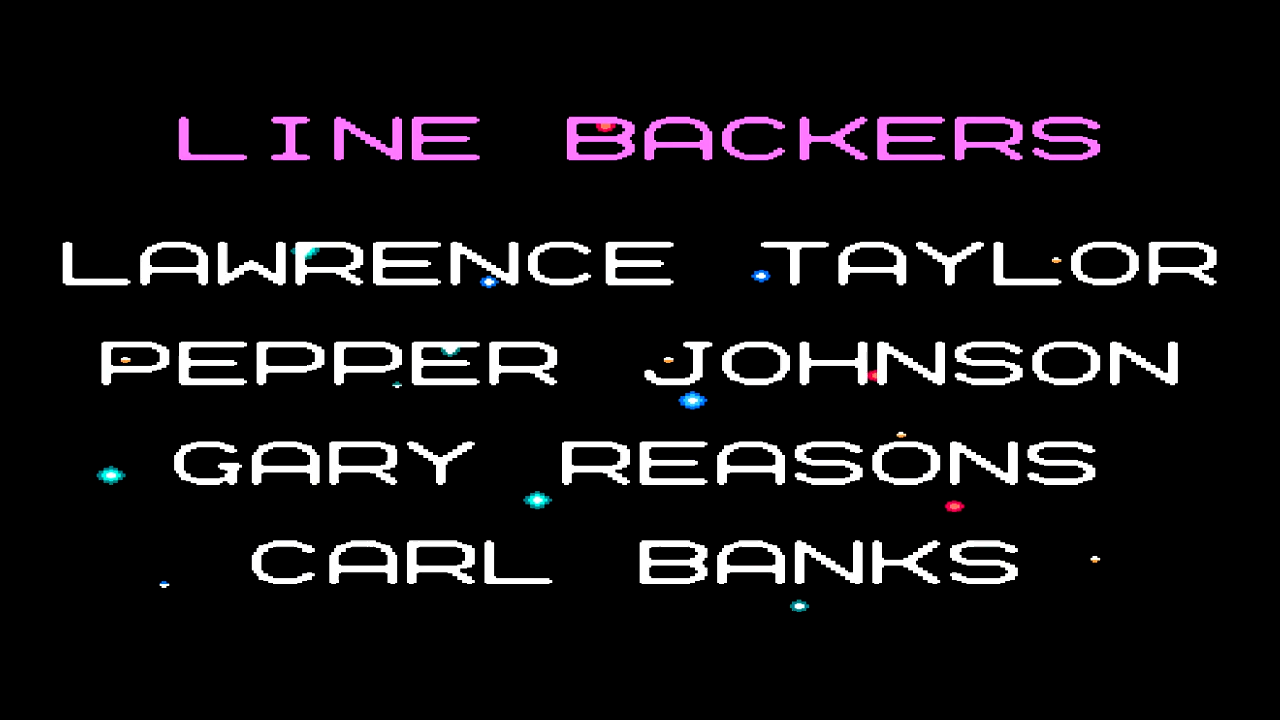 LINE BACKERS
LAWRENCE TAYLOR
PEPPER JOHNSON
GARY REASONS
CARL BANKS